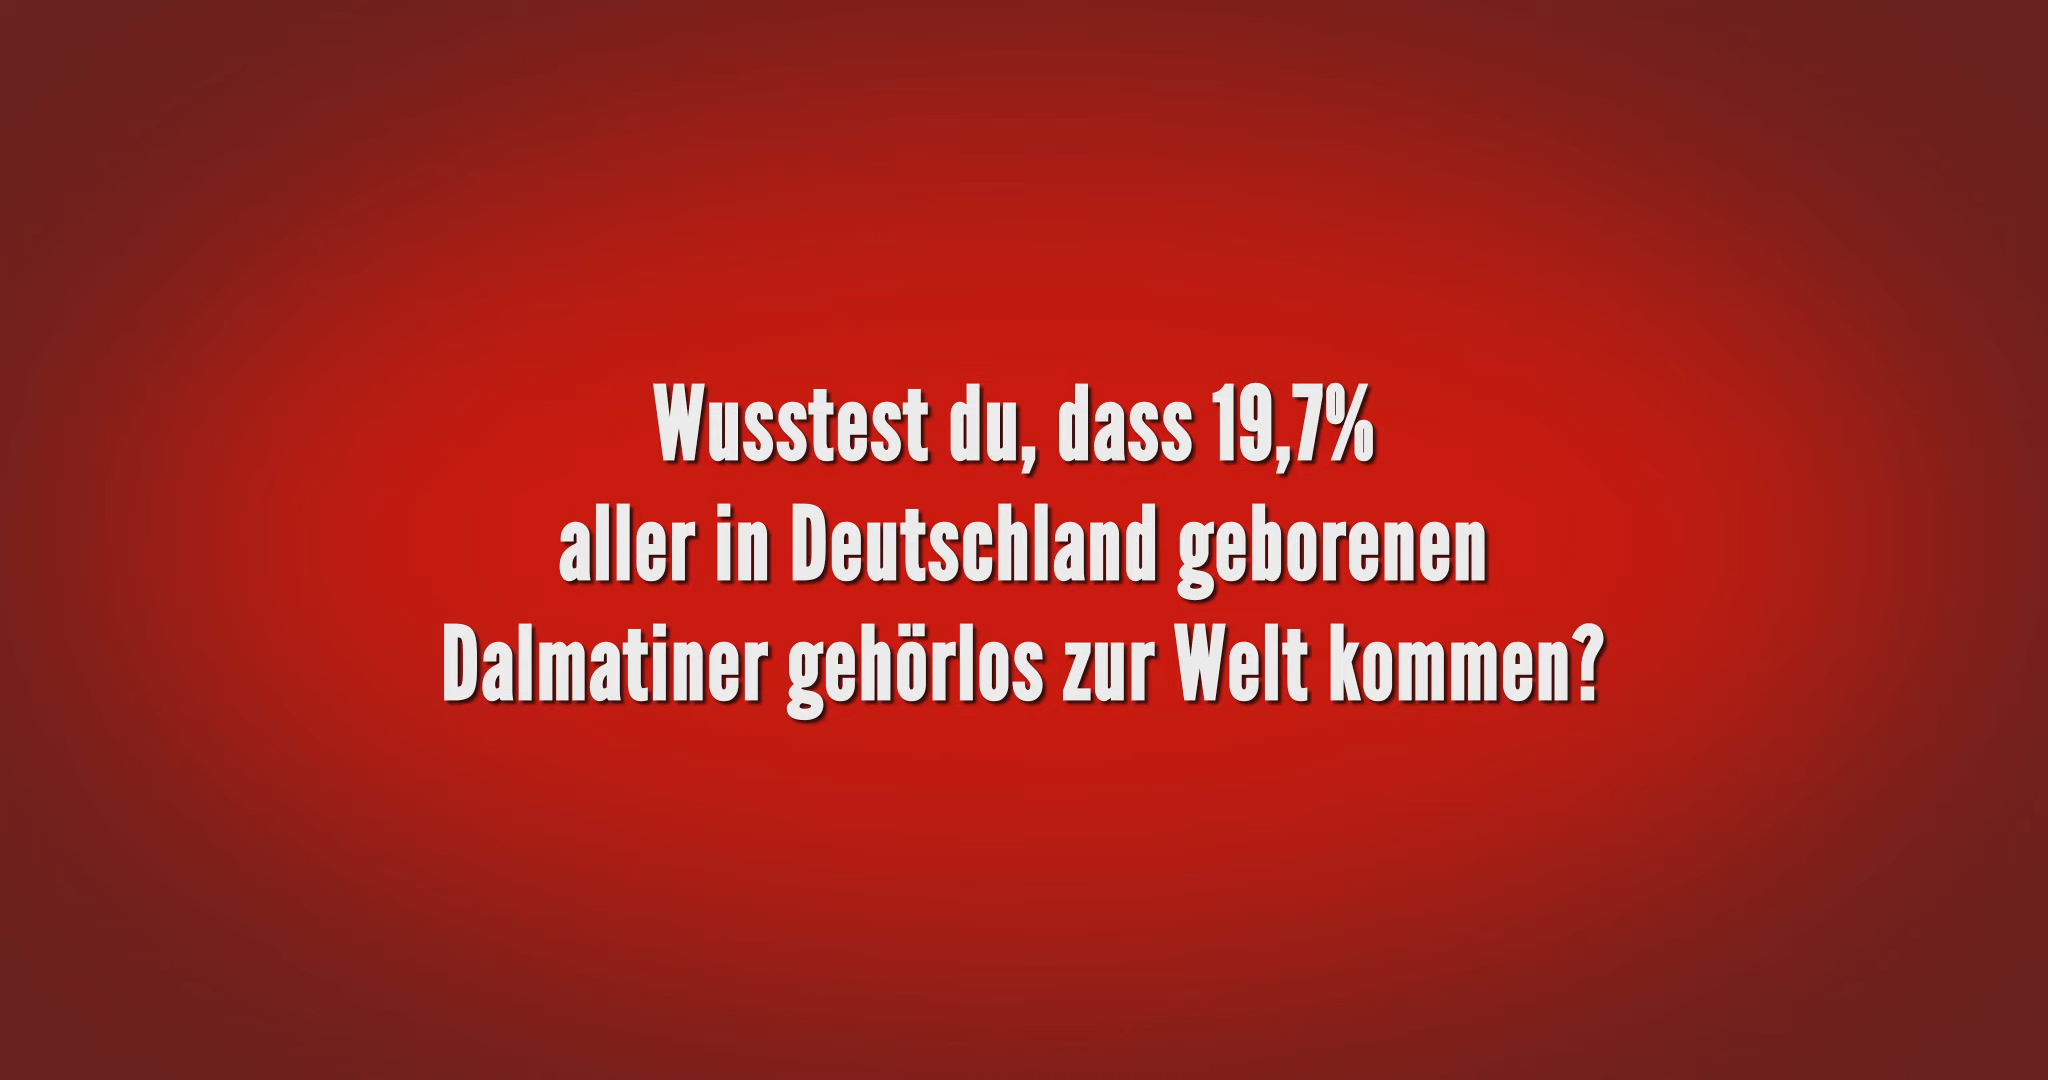 Wusstest du, dass 19,7%
aller in Deutschland geborenen
Dalmatiner gehörlos zur Welt kommen?